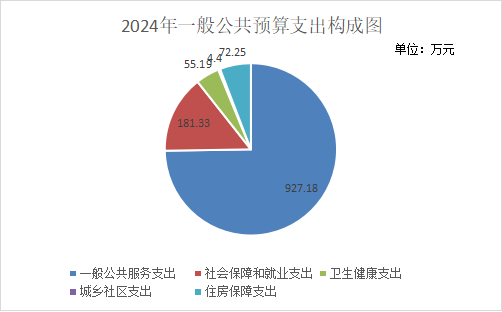 2024年一般公共预算支出构成图
单位：万元
72.25
4.4
55.19
181.33
927.18
一般公共服务支出 社会保障和就业支出 卫生健康支出
城乡社区支出 住房保障支出